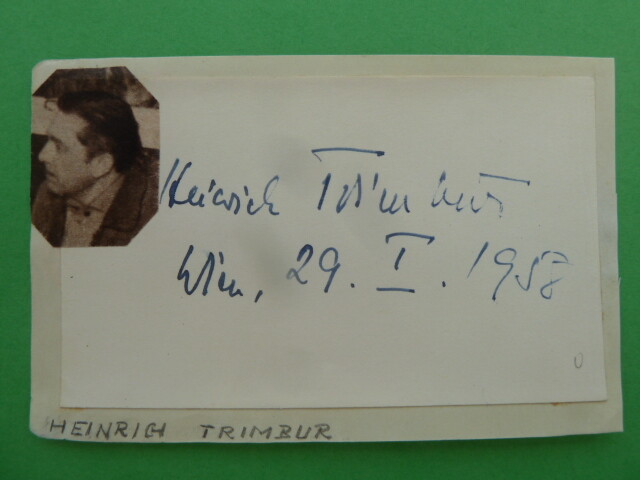 Heinrich Trimbur
Wien, 29. I. 1958
HEINRICH TRIMBUR